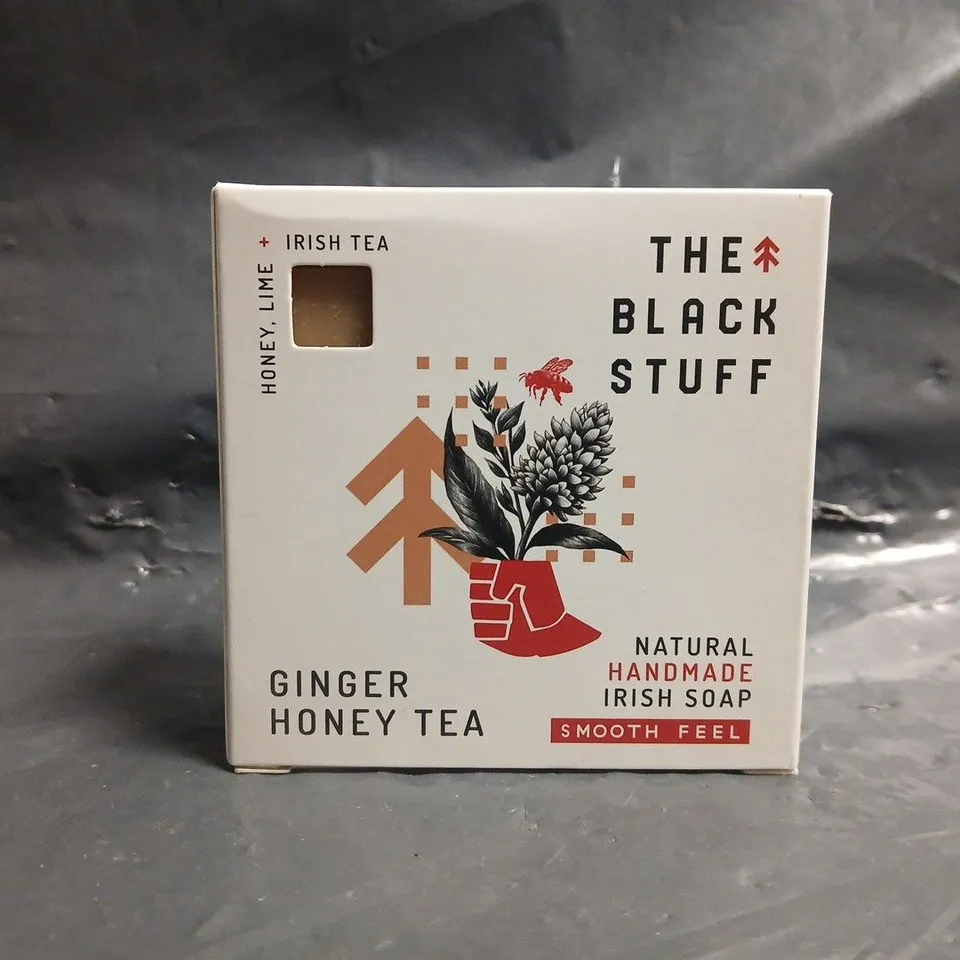 + IRISH TEA
HONEY, LIME
THE
BLACK
STUFF
GINGER
HONEY TEA
NATURAL
HANDMADE
IRISH SOAP
SMOOTH FEEL